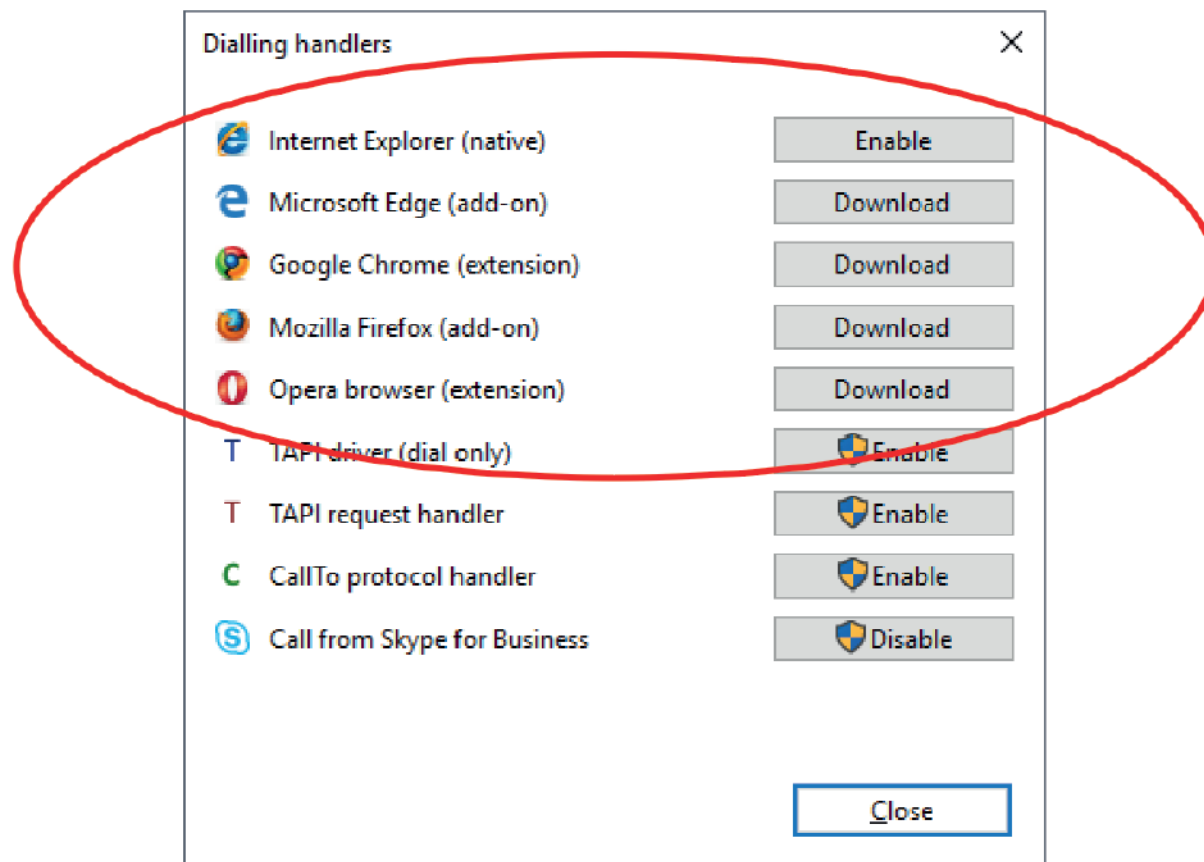 Dialling handlers
Internet Explorer (native) Enable
Microsoft Edge (add-on) Download
Google Chrome (extension) Download
Mozilla Firefox (add-on) Download
Opera browser (extension) Download
T TAPI driver (dial only) Enable
T TAPI request handler Enable
C CallTo protocol handler Enable
S Call from Skype for Business Disable
Close